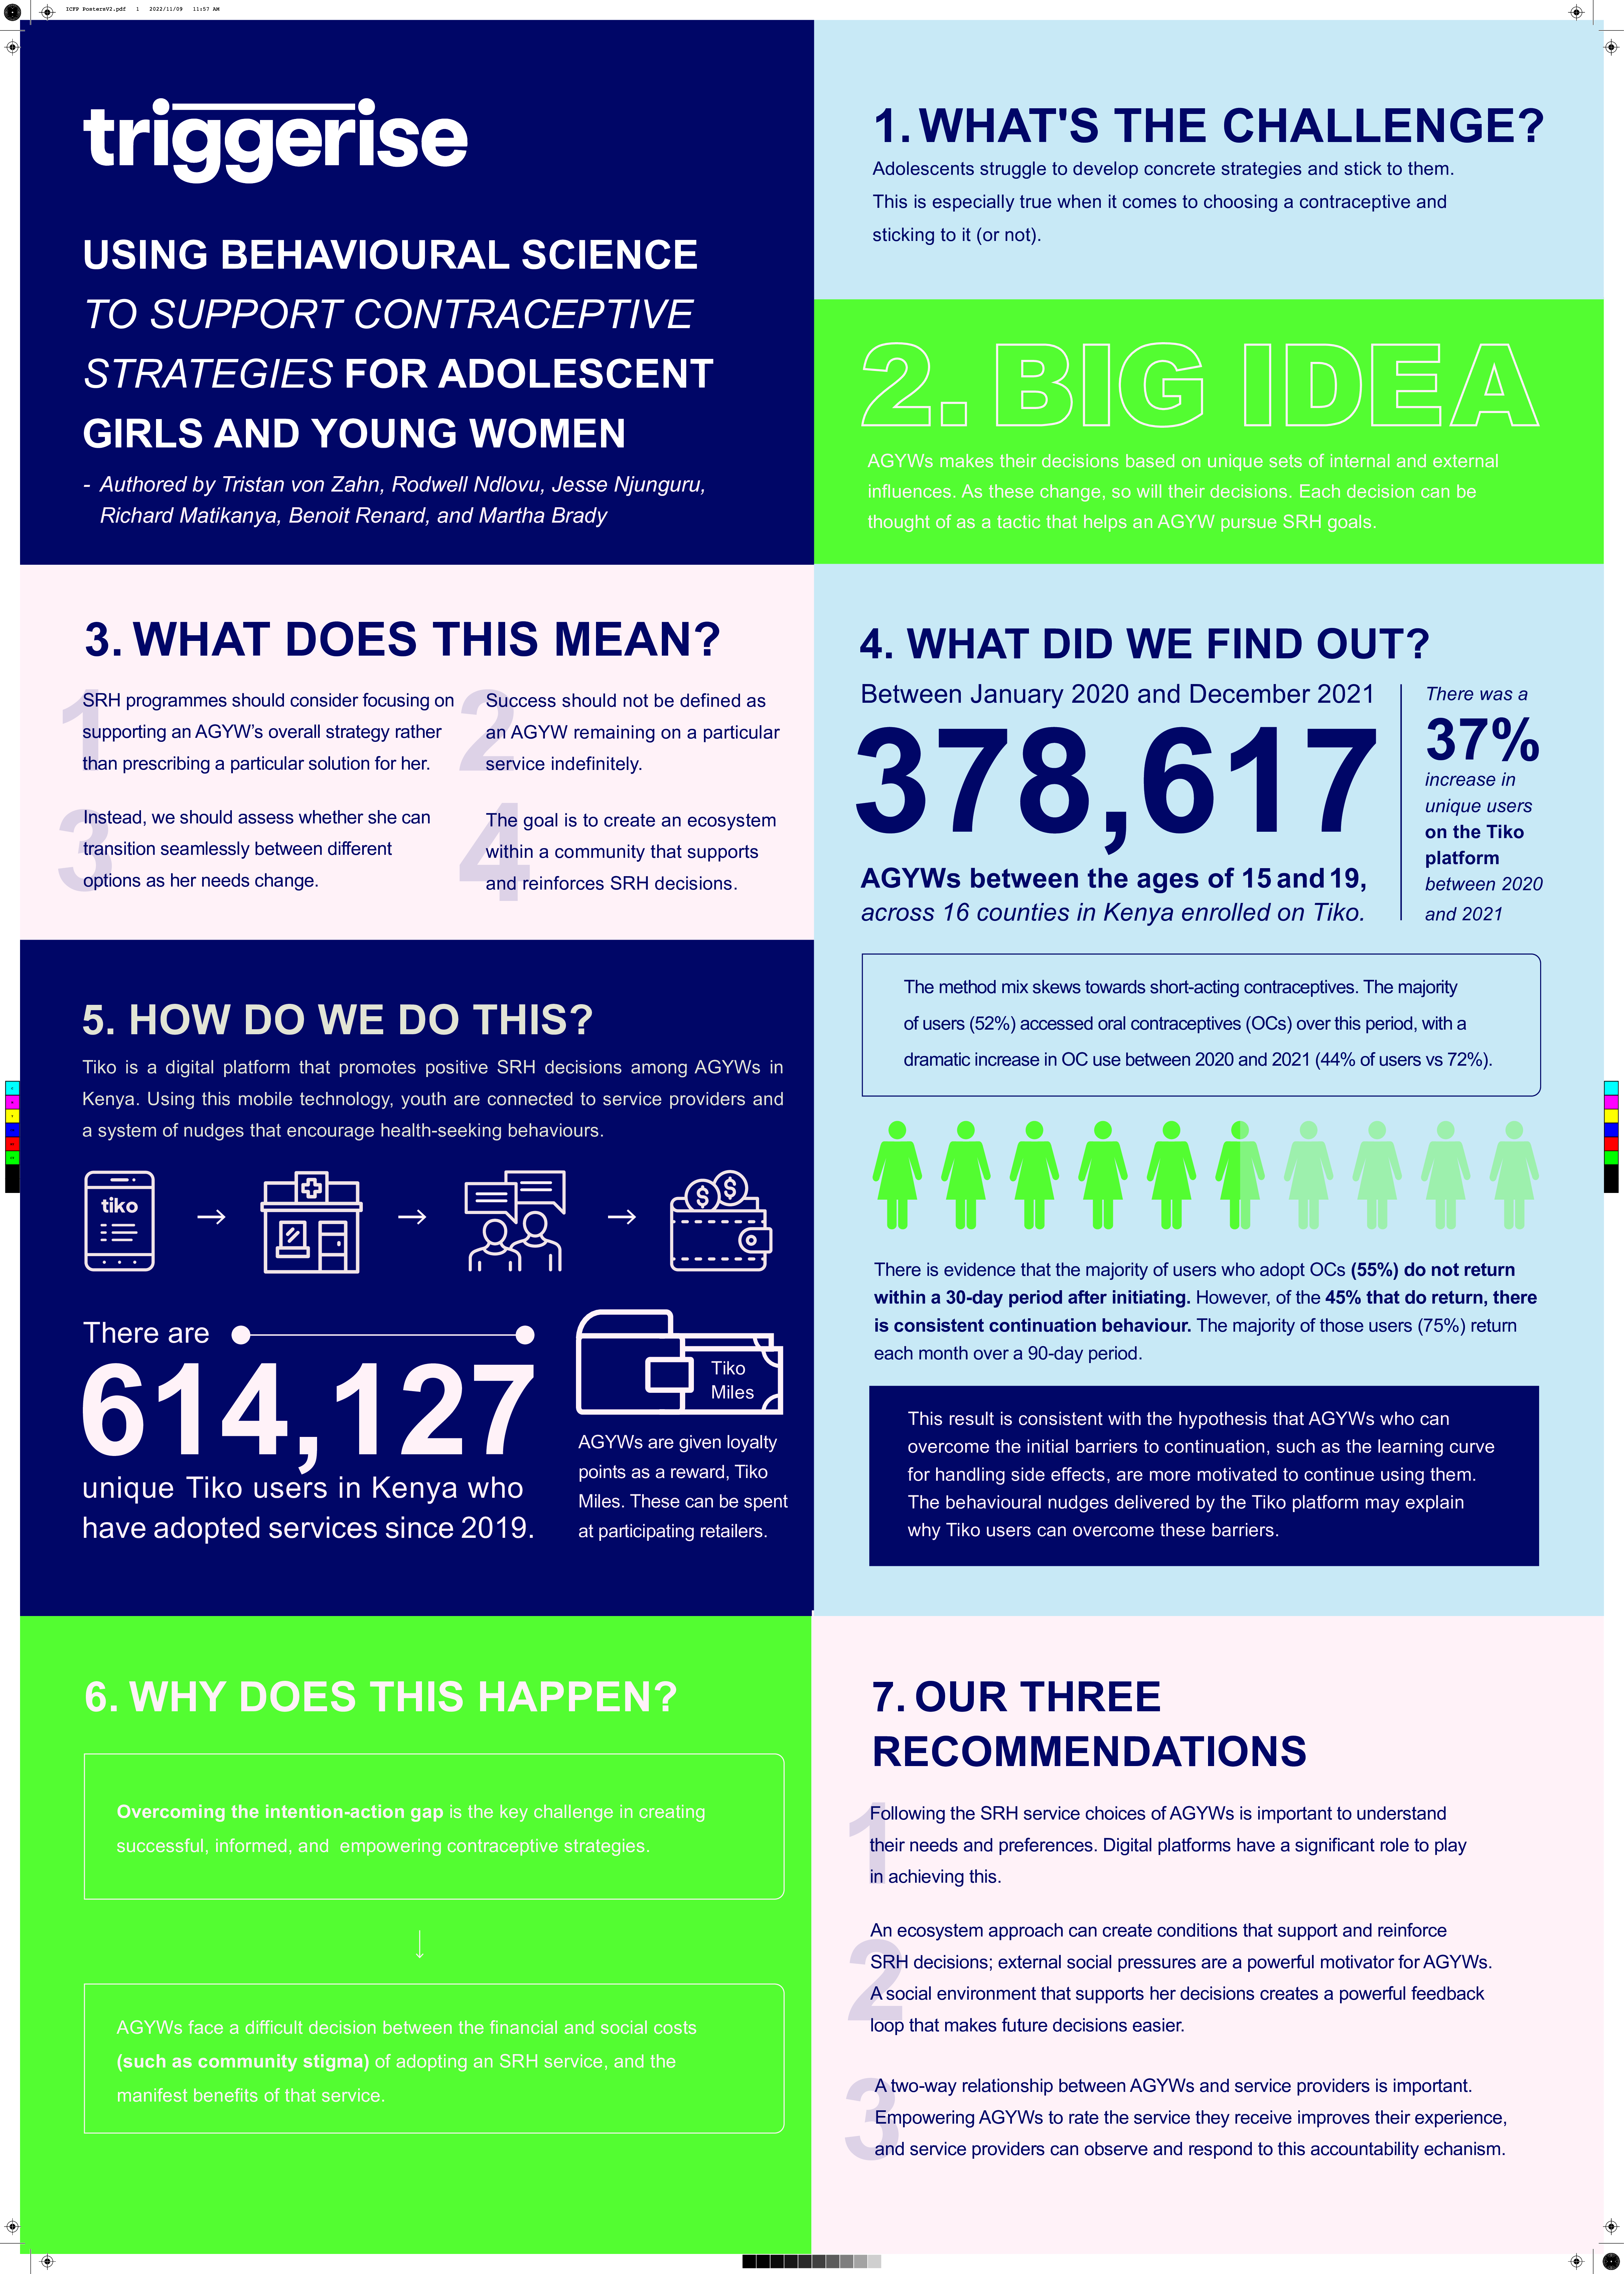 ICFP PostersV2.pdf 1 2022/11/09 11:57 AM
triggerise
USING BEHAVIOURAL SCIENCE
TO SUPPORT CONTRACEPTIVE
STRATEGIES FOR ADOLESCENT
GIRLS AND YOUNG WOMEN
- Authored by Tristan von Zahn, Rodwell Ndlovu, Jesse Njunguru,
Richard Matikanya, Benoit Renard, and Martha Brady
1. WHAT'S THE CHALLENGE?
Adolescents struggle to develop concrete strategies and stick to them.
This is especially true when it comes to choosing a contraceptive and
sticking to it (or not).
2. BIG IDEA
AGYWs makes their decisions based on unique sets of internal and external
influences. As these change, so will their decisions. Each decision can be
thought of as a tactic that helps an AGYW pursue SRH goals.
3. WHAT DOES THIS MEAN?
1
SRH programmes should consider focusing on
supporting an AGYW’s overall strategy rather
than prescribing a particular solution for her.
2
Success should not be defined as
an AGYW remaining on a particular
service indefinitely.
3
Instead, we should assess whether she can
transition seamlessly between different
options as her needs change.
4
The goal is to create an ecosystem
within a community that supports
and reinforces SRH decisions.
4. WHAT DID WE FIND OUT?
Between January 2020 and December 2021
378,617
AGYWs between the ages of 15 and 19,
across 16 counties in Kenya enrolled on Tiko.
There was a
37%
increase in
unique users
on the Tiko
platform
between 2020
and 2021
The method mix skews towards short-acting contraceptives. The majority
of users (52%) accessed oral contraceptives (OCs) over this period, with a
dramatic increase in OC use between 2020 and 2021 (44% of users vs 72%).
There is evidence that the majority of users who adopt OCs (55%) do not return
within a 30-day period after initiating. However, of the 45% that do return, there
is consistent continuation behaviour. The majority of those users (75%) return
each month over a 90-day period.
This result is consistent with the hypothesis that AGYWs who can
overcome the initial barriers to continuation, such as the learning curve
for handling side effects, are more motivated to continue using them.
The behavioural nudges delivered by the Tiko platform may explain
why Tiko users can overcome these barriers.
5. HOW DO WE DO THIS?
Tiko is a digital platform that promotes positive SRH decisions among AGYWs in
Kenya. Using this mobile technology, youth are connected to service providers and
a system of nudges that encourage health-seeking behaviours.
tiko
$ $
There are
614,127
unique Tiko users in Kenya who
have adopted services since 2019.
Tiko
Miles
AGYWs are given loyalty
points as a reward, Tiko
Miles. These can be spent
at participating retailers.
6. WHY DOES THIS HAPPEN?
Overcoming the intention-action gap is the key challenge in creating
successful, informed, and empowering contraceptive strategies.
AGYWs face a difficult decision between the financial and social costs
(such as community stigma) of adopting an SRH service, and the
manifest benefits of that service.
7. OUR THREE
RECOMMENDATIONS
1
Following the SRH service choices of AGYWs is important to understand
their needs and preferences. Digital platforms have a significant role to play
in achieving this.
2
An ecosystem approach can create conditions that support and reinforce
SRH decisions; external social pressures are a powerful motivator for AGYWs.
A social environment that supports her decisions creates a powerful feedback
loop that makes future decisions easier.
3
A two-way relationship between AGYWs and service providers is important.
Empowering AGYWs to rate the service they receive improves their experience,
and service providers can observe and respond to this accountability echanism.